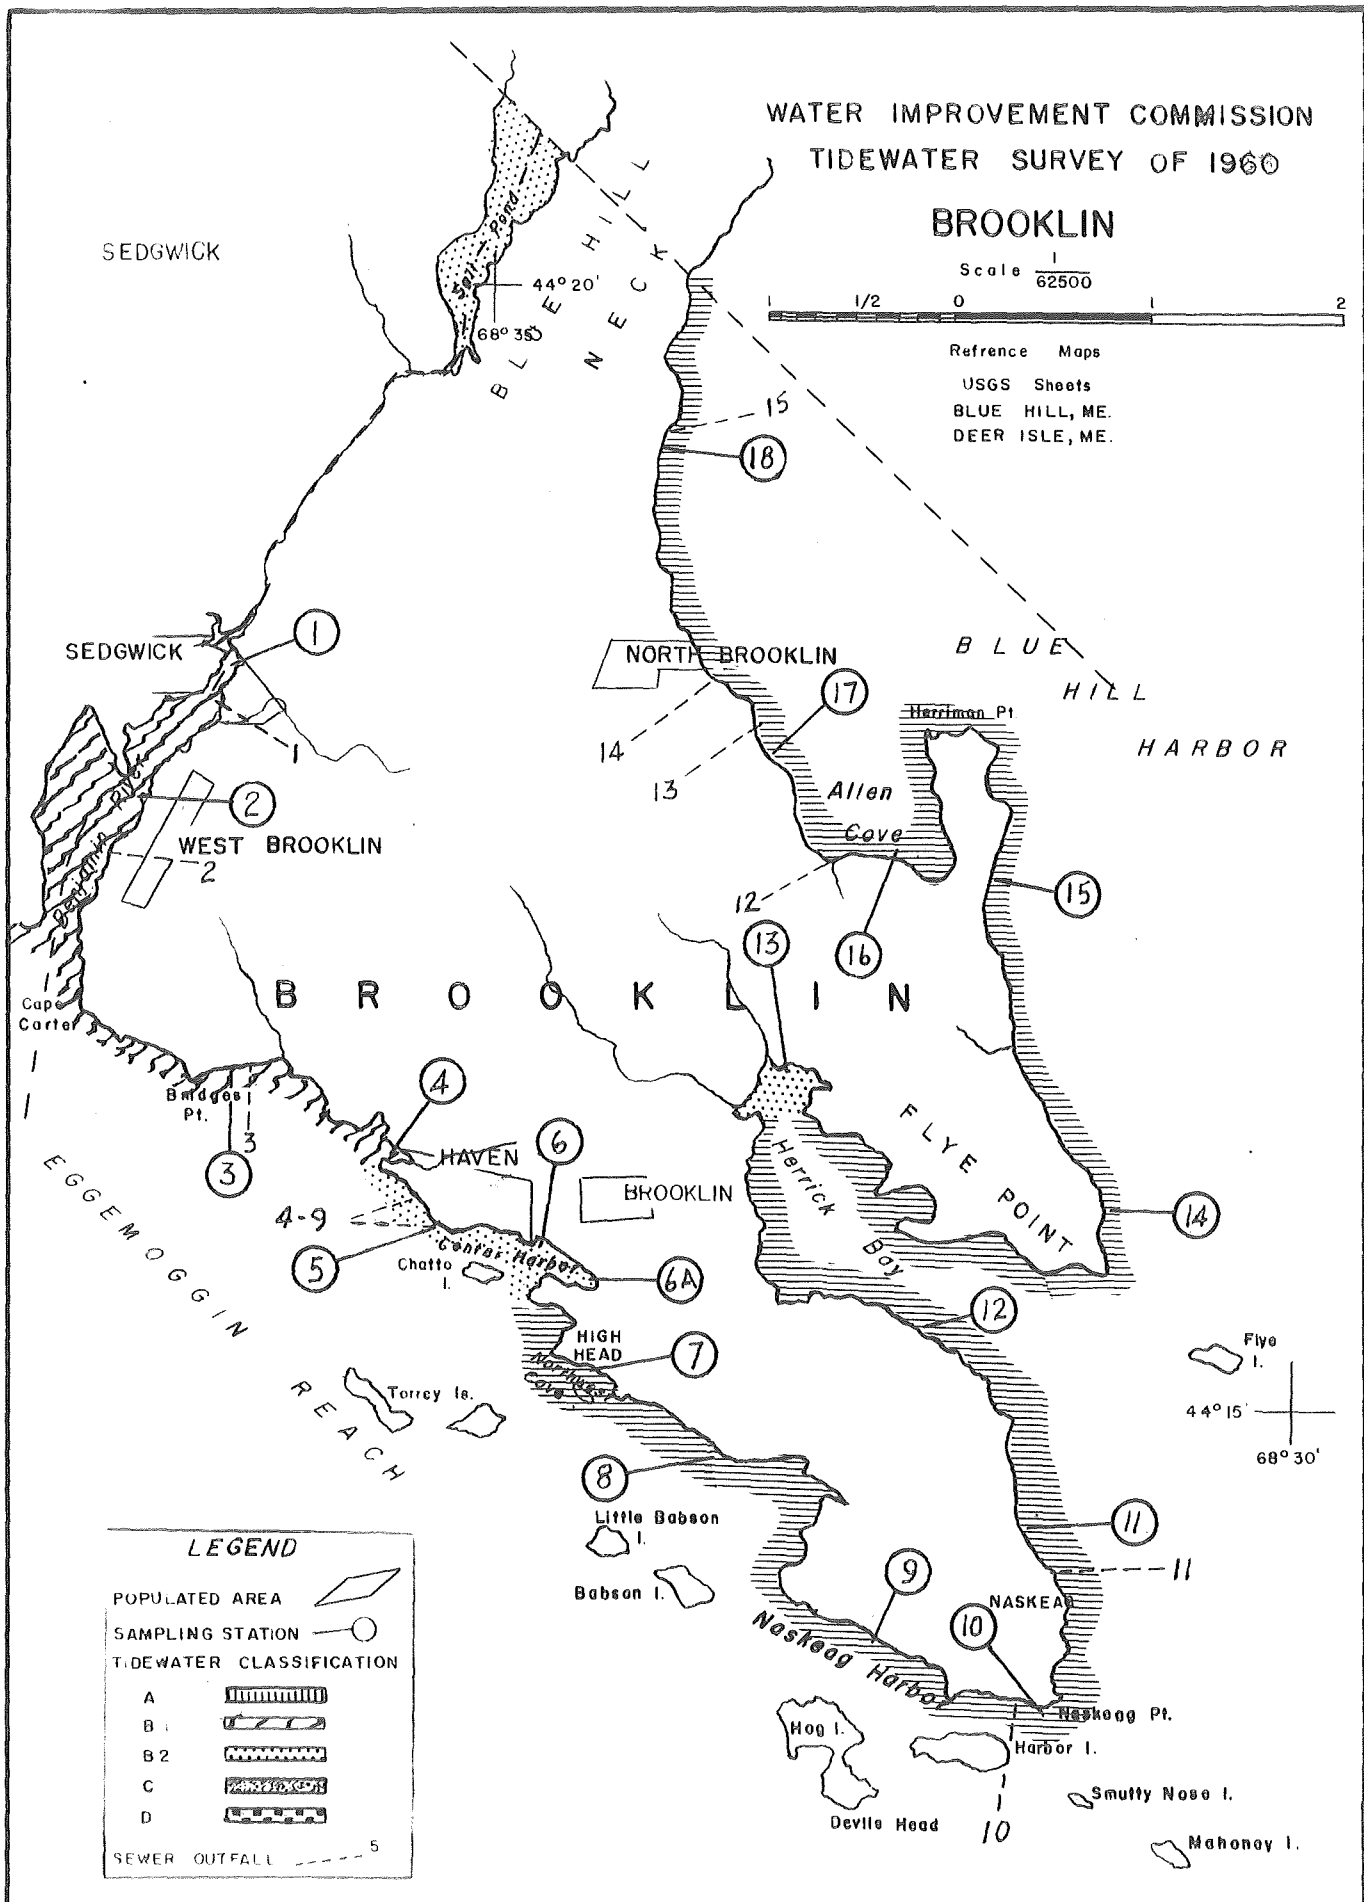 WATER IMPROVEMENT COMMISSION
TIDEWATER SURVEY OF 1960
BROOKLIN
Scale 1/62500
1 1/2 0 1 2
Refrence Maps
USGS Sheets
BLUE HILL, ME.
DEER ISLE, ME.
SEDGWICK
Salt Pond
44° 20'
68° 35'
BLUE HILL
NECK
15
18
1
SEDGWICK
NORTH BROOKLIN
BLUE
HILL
HARBOR
17
Herriman Pt.
14
13
1
Allen
Cove
2
WEST BROOKLIN
2
Benjamin River
12
15
13
16
BROOKLIN
Cape
Carter
Bridges
Pt.
4
3
3
HAVEN
6
BROOKLIN
FLYE POINT
Herrick
Bay
14
4-9
5
Center Harbor
Chatto
I.
6A
12
EGGEMOGGIN
REACH
HIGH
HEAD
7
Cove
Torrey Is.
Flye
I.
44° 15'
68° 30'
8
Little Babson
I.
Babson I.
11
11
9
NASKEAG
10
Naskeag Harbor
Naskeag Pt.
Hog I.
Harbor I.
Devils Head
10
Smutty Nose I.
Mahoney I.
LEGEND
POPULATED AREA
SAMPLING STATION
TIDEWATER CLASSIFICATION
A
B 1
B 2
C
D
SEWER OUTFALL 5